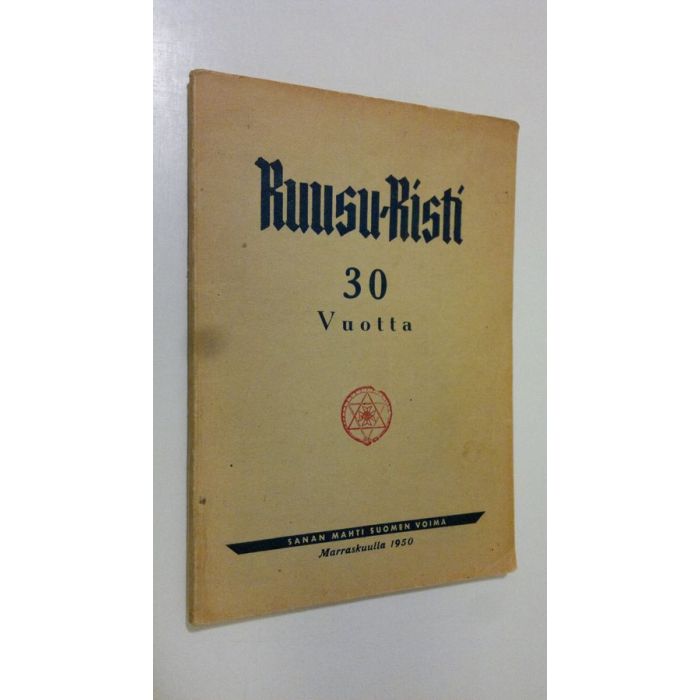 Ruusu-Risti
30
Vuotta
SANAN MAHTI SUOMEN VOIMA
Marraskuulla 1950